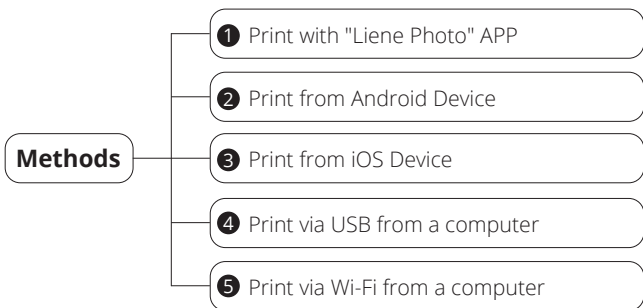 Methods
1 Print with "Liene Photo" APP
2 Print from Android Device
3 Print from iOS Device
4 Print via USB from a computer
5 Print via Wi-Fi from a computer